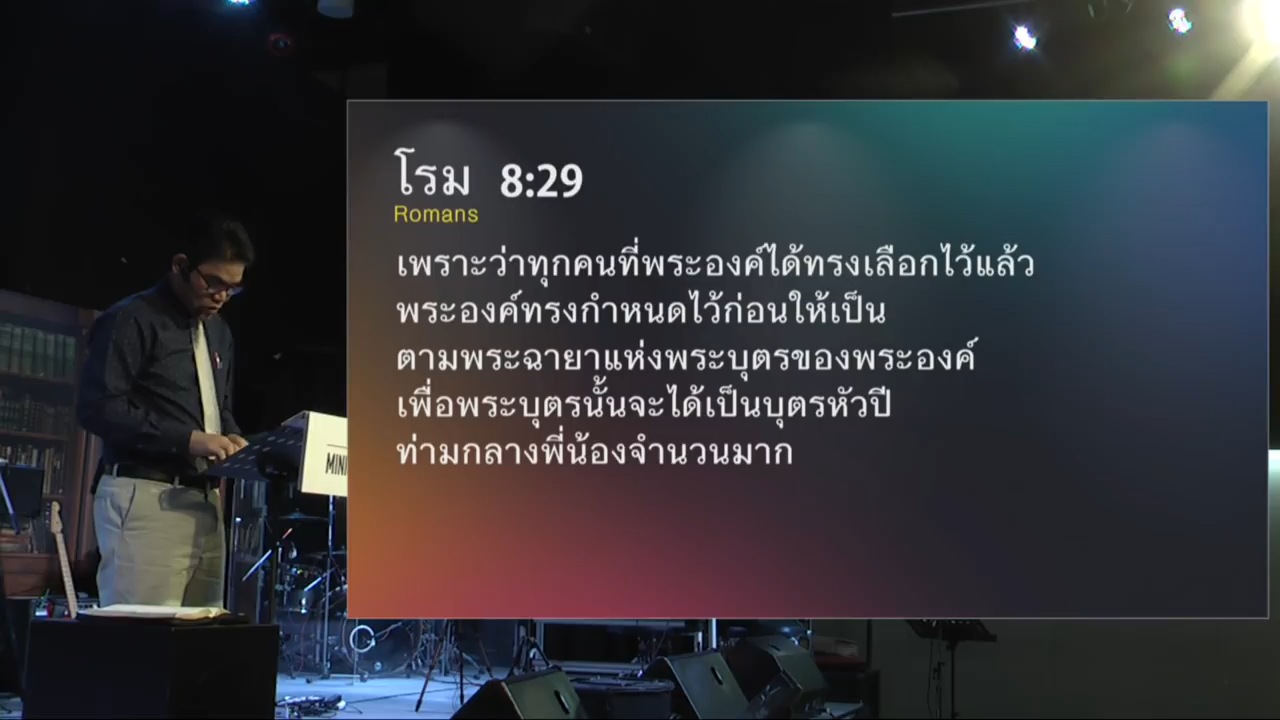 โรม 8:29
Romans
เพราะว่าทุกคนที่พระองค์ได้ทรงเลือกไว้แล้ว
พระองค์ทรงกำหนดไว้ก่อนให้เป็น
ตามพระฉายาแห่งพระบุตรของพระองค์
เพื่อพระบุตรนั้นจะได้เป็นบุตรหัวปี
ท่ามกลางพี่น้องจำนวนมาก
MINI